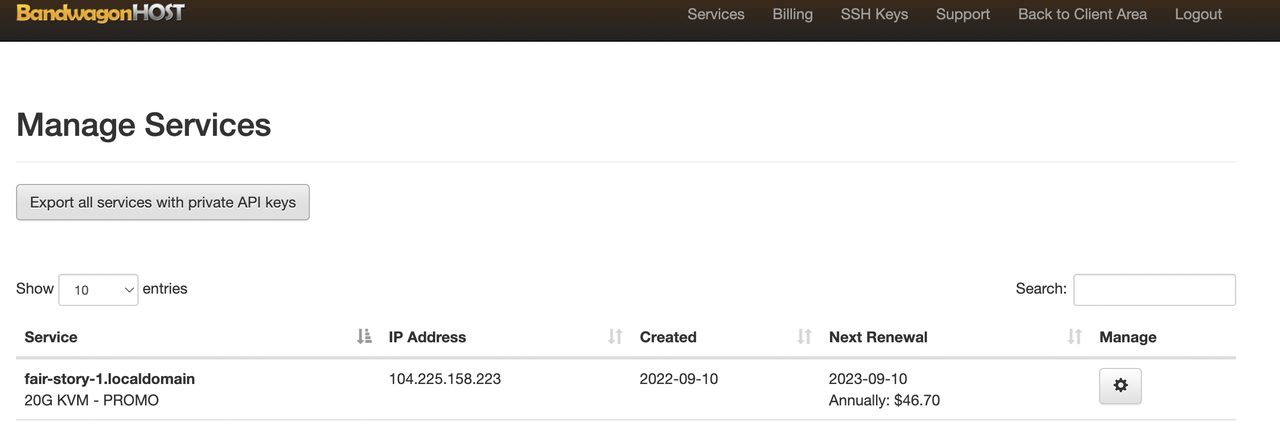 BandwagonHOST
Services Billing SSH Keys Support Back to Client Area Logout
Manage Services
Export all services with private API keys
Show 10 entries Search:
Service IP Address Created Next Renewal Manage
fair-story-1.localdomain 104.225.158.223 2022-09-10 2023-09-10
20G KVM - PROMO Annually: $46.70